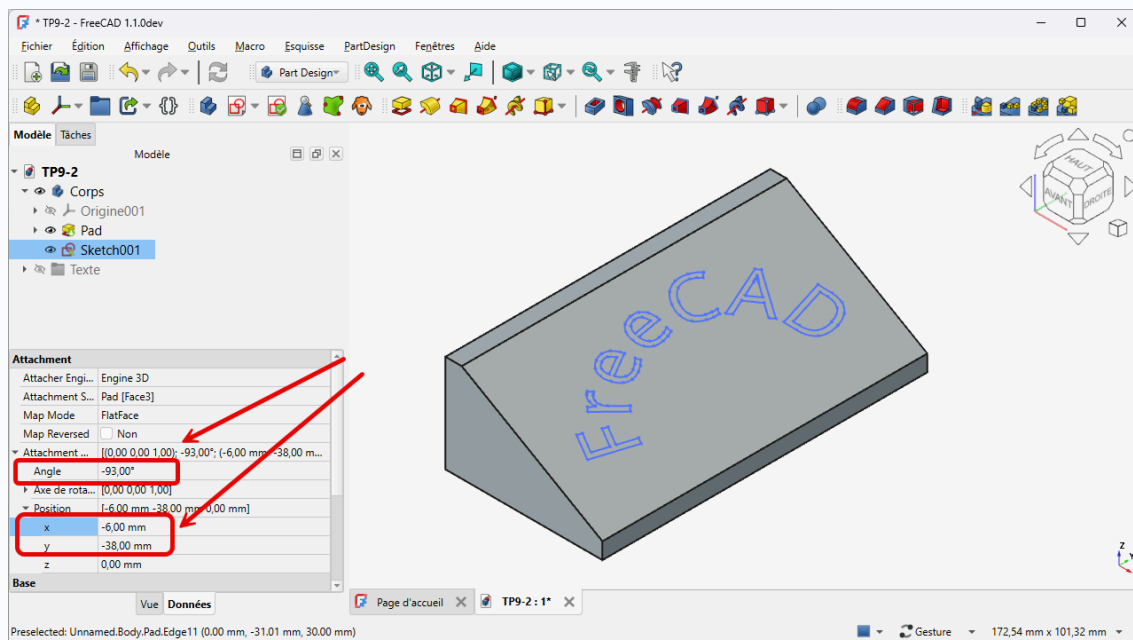 * TP9-2 - FreeCAD 1.1.0dev
Fichier Édition Affichage Outils Macro Esquisse PartDesign Fenêtres Aide
Part Design
Modèle Tâches
Modèle
TP9-2
Corps
Origine001
Pad
Sketch001
Texte
HAUT
AVANT
DROITE
FreeCAD
Attachment
Attacher Engi... Engine 3D
Attachment S... Pad [Face3]
Map Mode FlatFace
Map Reversed Non
Attachment ... [(0,00 0,00 1,00); -93,00°; (-6,00 mm -38,00 m...
Angle -93,00°
Axe de rota... [0,00 0,00 1,00]
Position [-6,00 mm -38,00 mm 0,00 mm]
x -6,00 mm
y -38,00 mm
z 0,00 mm
Base
Vue Données
Z
Y
Page d'accueil TP9-2 : 1*
Preselected: Unnamed.Body.Pad.Edge11 (0.00 mm, -31.01 mm, 30.00 mm)
Gesture 172,54 mm x 101,32 mm